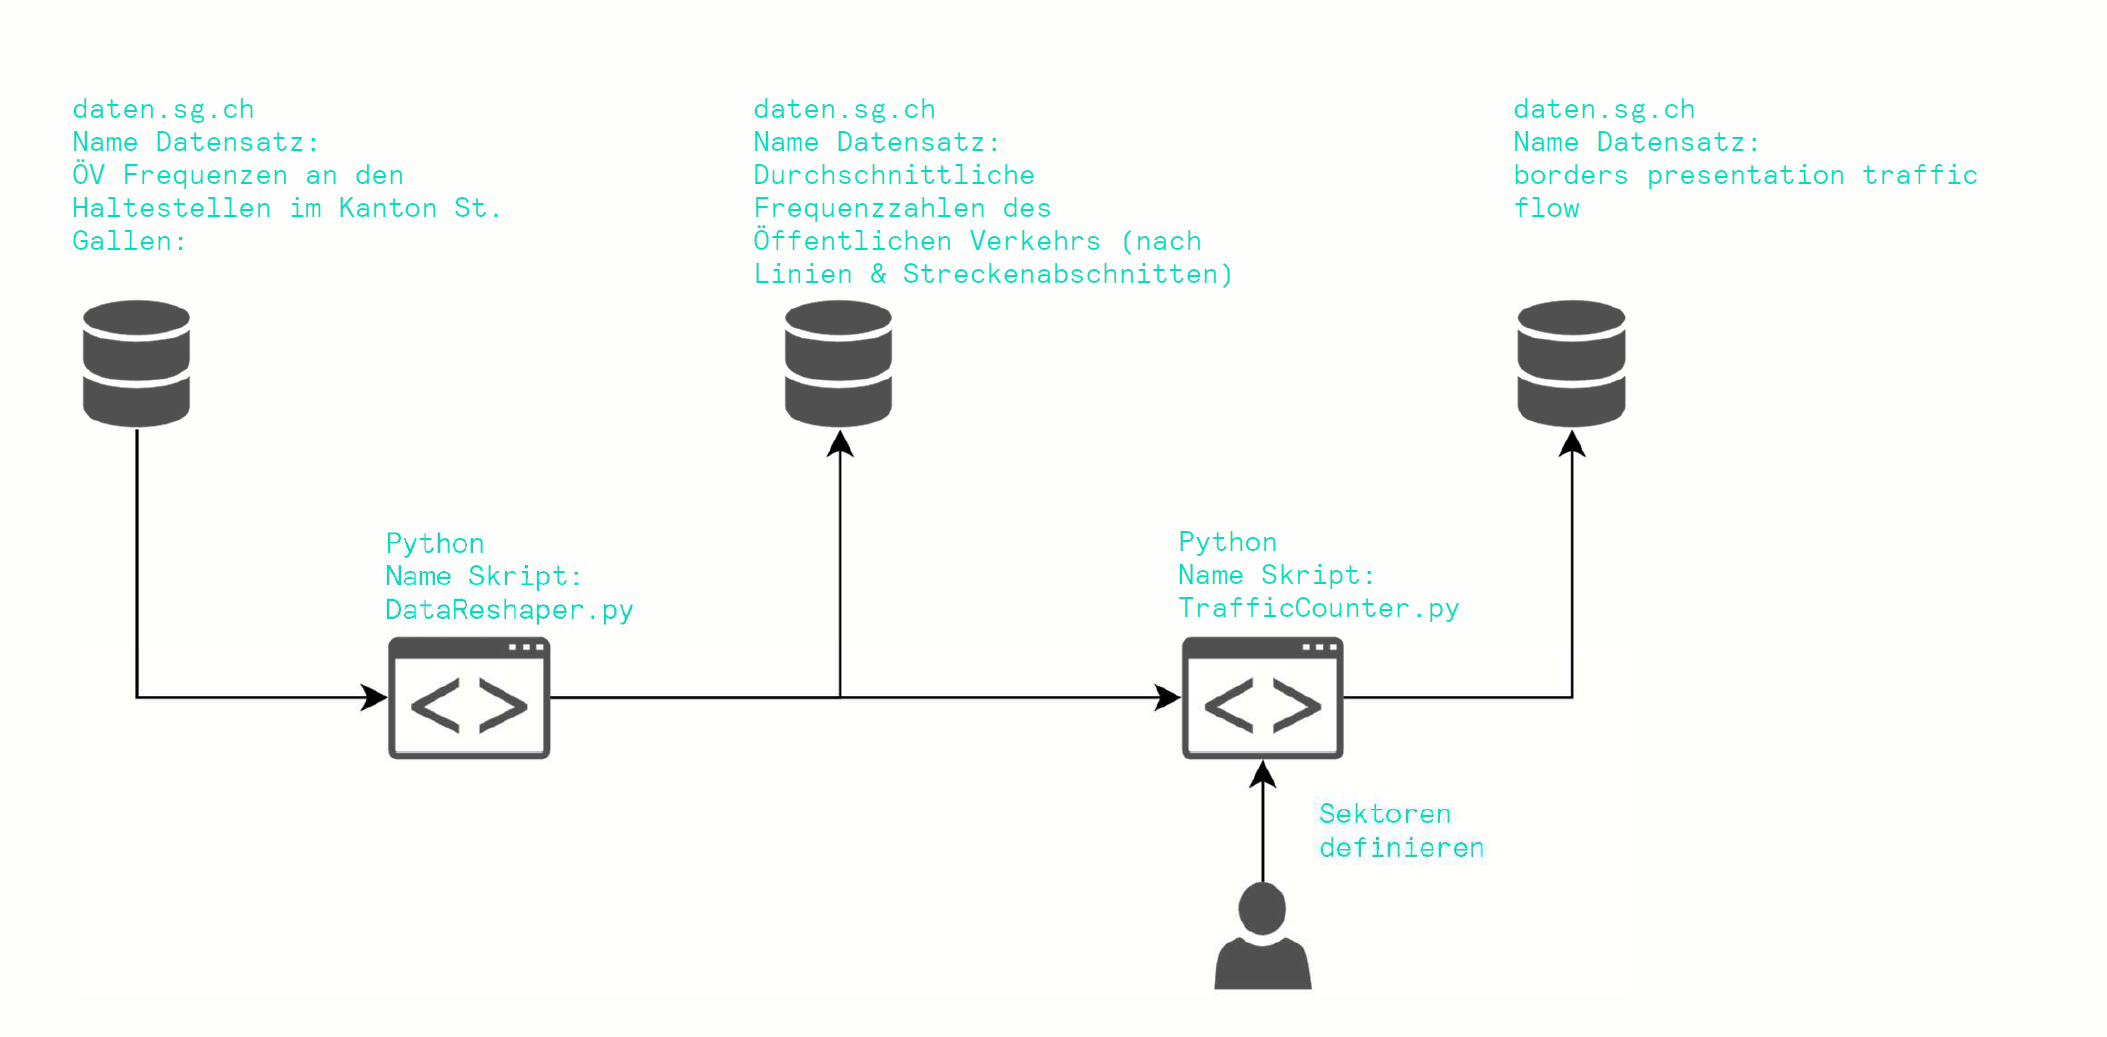 daten.sg.ch
Name Datensatz:
ÖV Frequenzen an den
Haltestellen im Kanton St.
Gallen:
daten.sg.ch
Name Datensatz:
Durchschnittliche
Frequenzzahlen des
Öffentlichen Verkehrs (nach
Linien & Streckenabschnitten)
daten.sg.ch
Name Datensatz:
borders presentation traffic
flow
Python
Name Skript:
DataReshaper.py
Python
Name Skript:
TrafficCounter.py
< >
< >
Sektoren
definieren